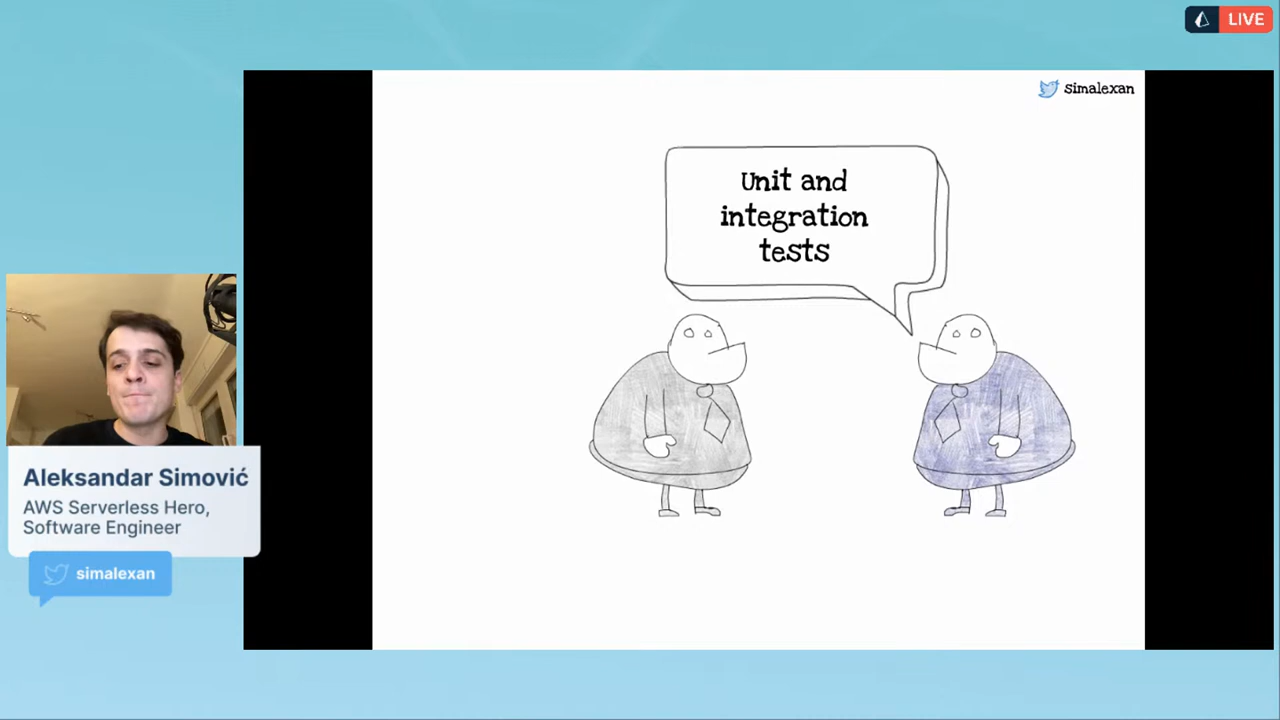 LIVE
simalexan
Unit and
integration
tests
Aleksandar Simović
AWS Serverless Hero,
Software Engineer
simalexan